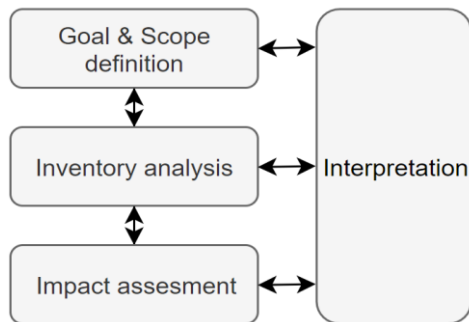 Goal & Scope
definition
Inventory analysis
Interpretation
Impact assesment